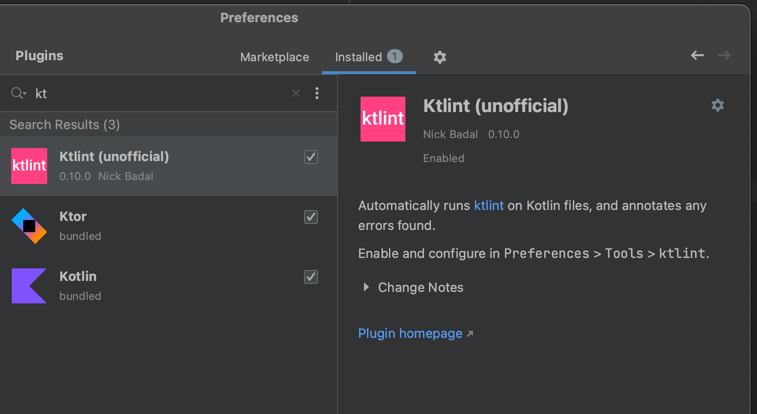 Preferences
Plugins
Marketplace
Installed 1
kt
Search Results (3)
ktlint
Ktlint (unofficial)
0.10.0 Nick Badal
Ktor
bundled
Kotlin
bundled
ktlint
Ktlint (unofficial)
Nick Badal 0.10.0
Enabled
Automatically runs ktlint on Kotlin files, and annotates any
errors found.
Enable and configure in Preferences > Tools > ktlint.
Change Notes
Plugin homepage